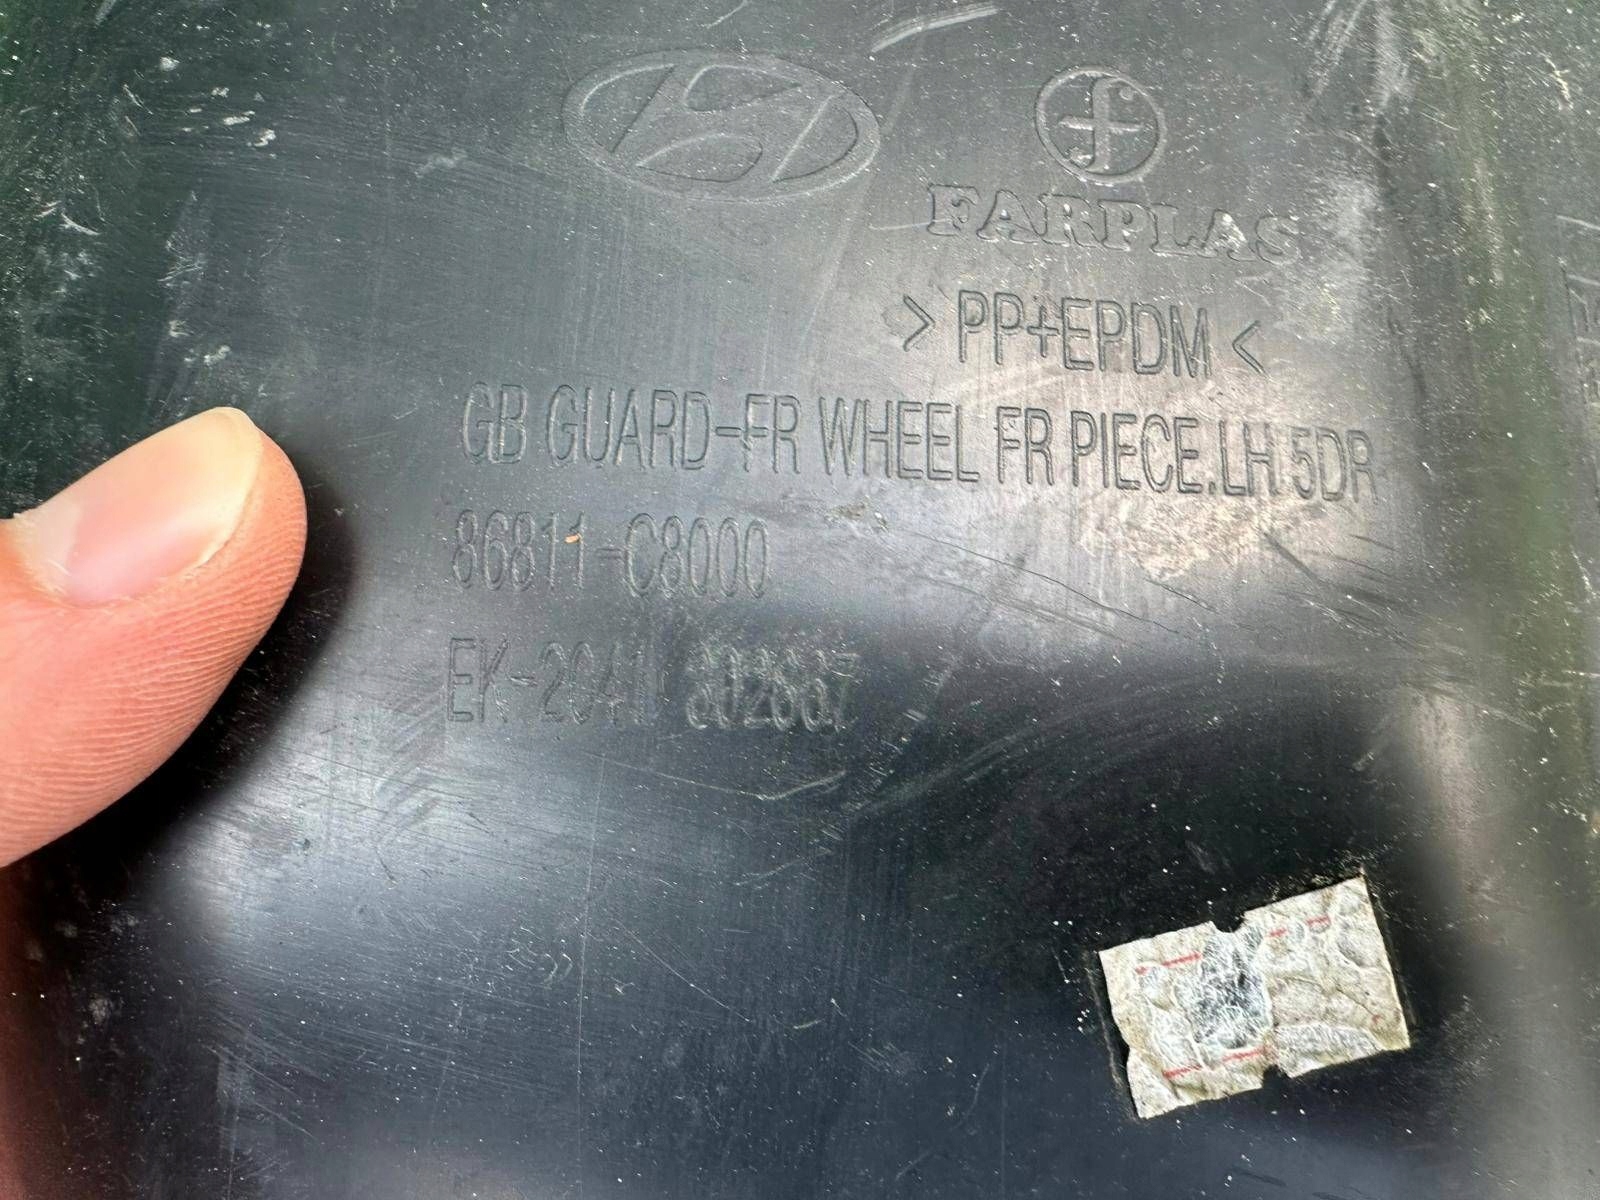 FARPLAS
> PP+EPDM <
GB GUARD-FR WHEEL FR PIECE.LH 5DR
86811-C8000